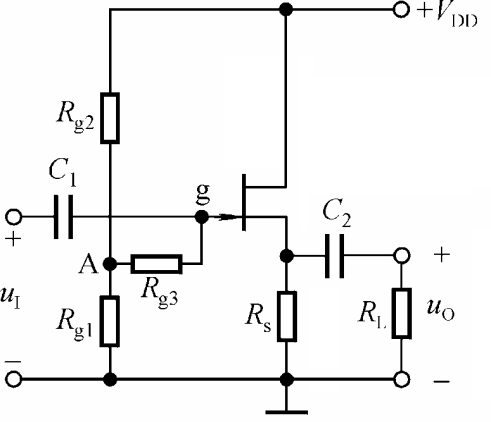 +V_DD
R_g2
C_1
g
C_2
+
+
A
R_g3
u_I
R_g1
R_s
R_L
u_O
−
−